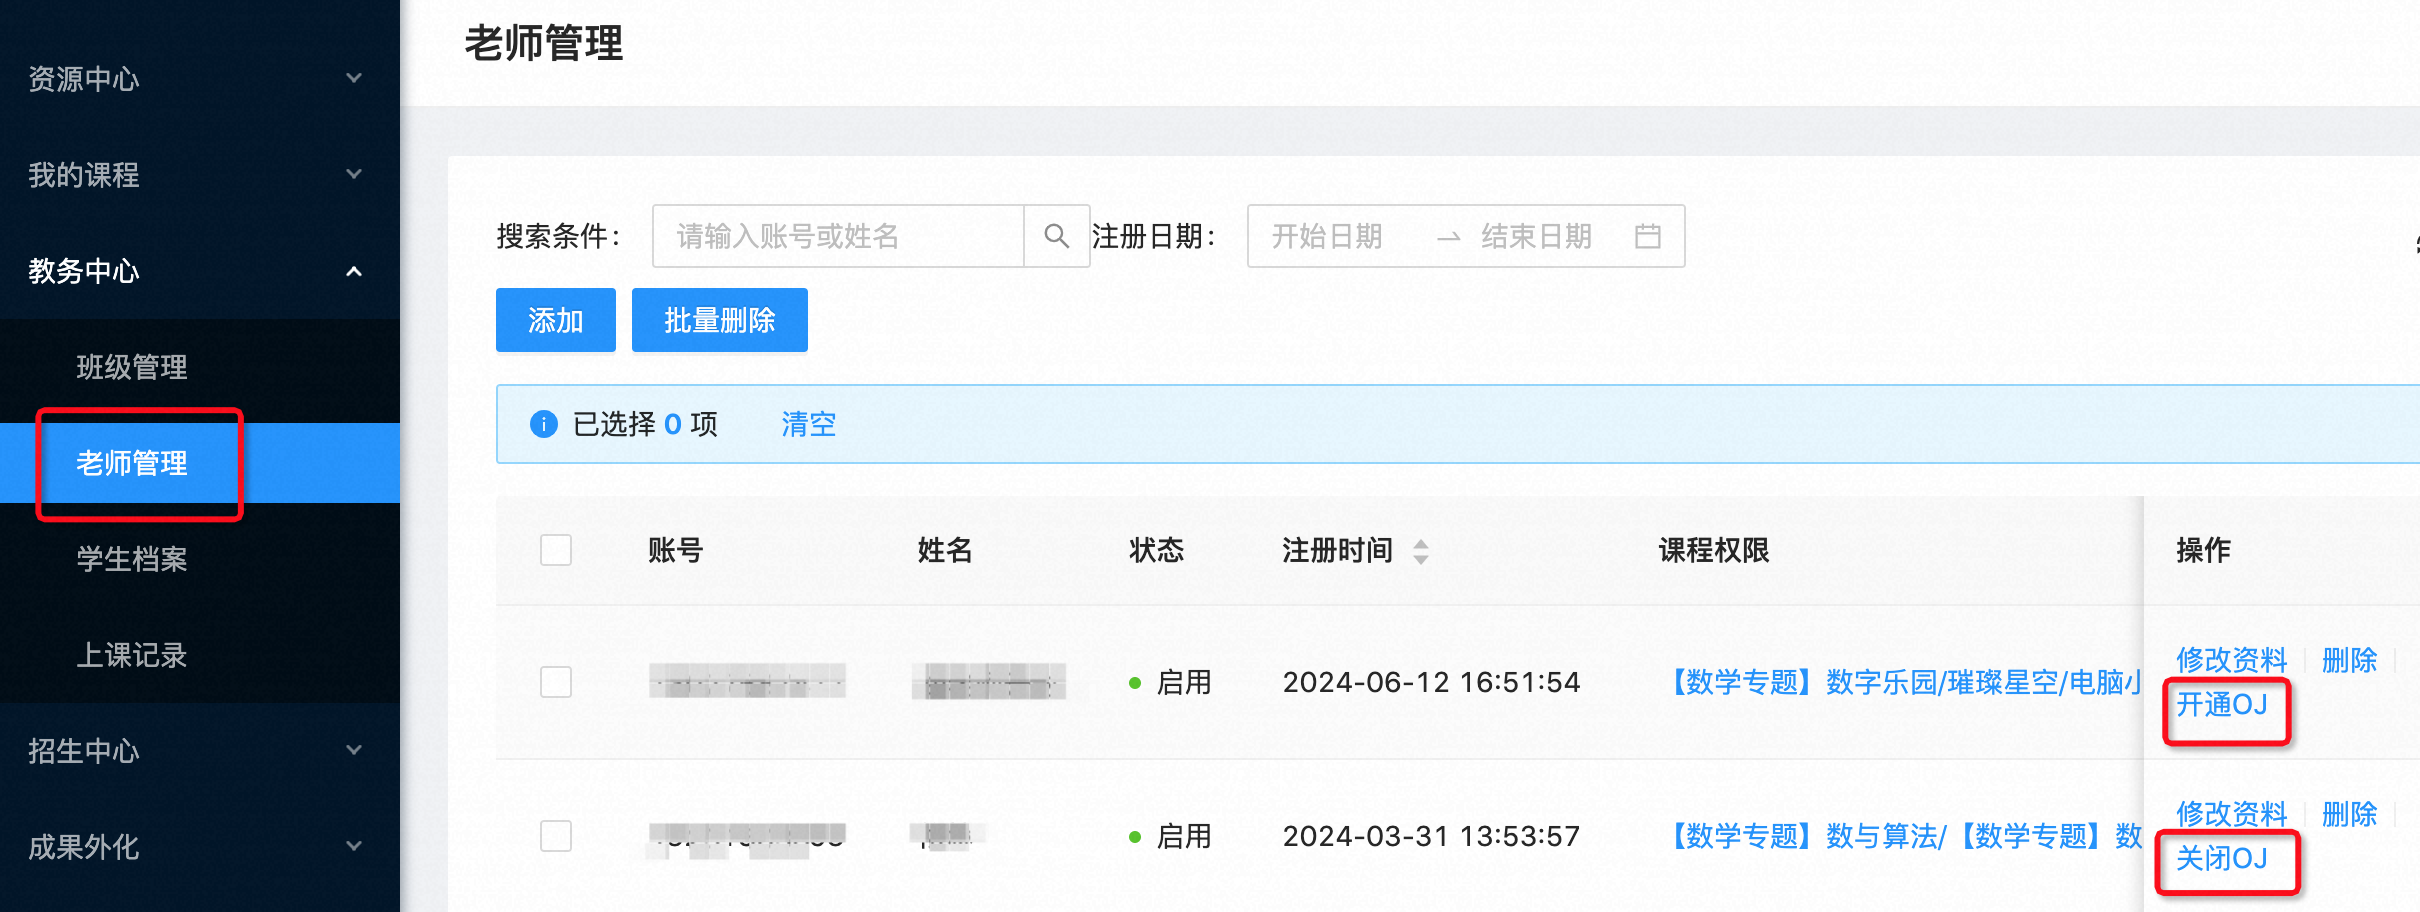 资源中心
我的课程
教务中心
班级管理
老师管理
学生档案
上课记录
招生中心
成果外化
老师管理
搜索条件： 请输入账号或姓名 注册日期： 开始日期 → 结束日期
添加 批量删除
已选择 0 项 清空
账号 姓名 状态 注册时间 课程权限 操作
启用 2024-06-12 16:51:54 【数学专题】数字乐园/璀璨星空/电脑小 修改资料 删除
开通OJ
启用 2024-03-31 13:53:57 【数学专题】数与算法/【数学专题】数 修改资料 删除
关闭OJ